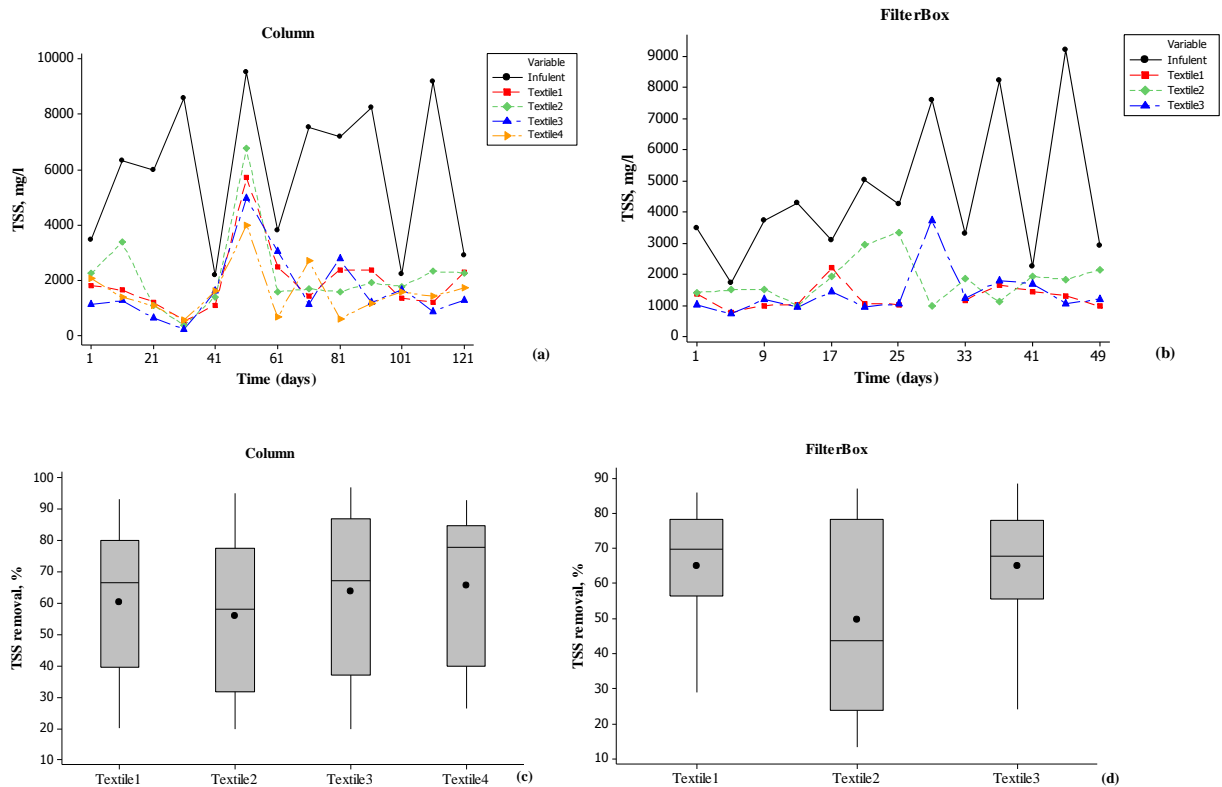 Column
TSS, mg/l
10000
8000
6000
4000
2000
0
1 21 41 61 81 101 121
Time (days)
(a)
Variable
Infulent
Textile1
Textile2
Textile3
Textile4
FilterBox
TSS, mg/l
9000
8000
7000
6000
5000
4000
3000
2000
1000
0
1 9 17 25 33 41 49
Time (days)
(b)
Variable
Infulent
Textile1
Textile2
Textile3
Column
TSS removal, %
100
90
80
70
60
50
40
30
20
10
Textile1 Textile2 Textile3 Textile4
(c)
FilterBox
TSS removal, %
90
80
70
60
50
40
30
20
10
Textile1 Textile2 Textile3
(d)